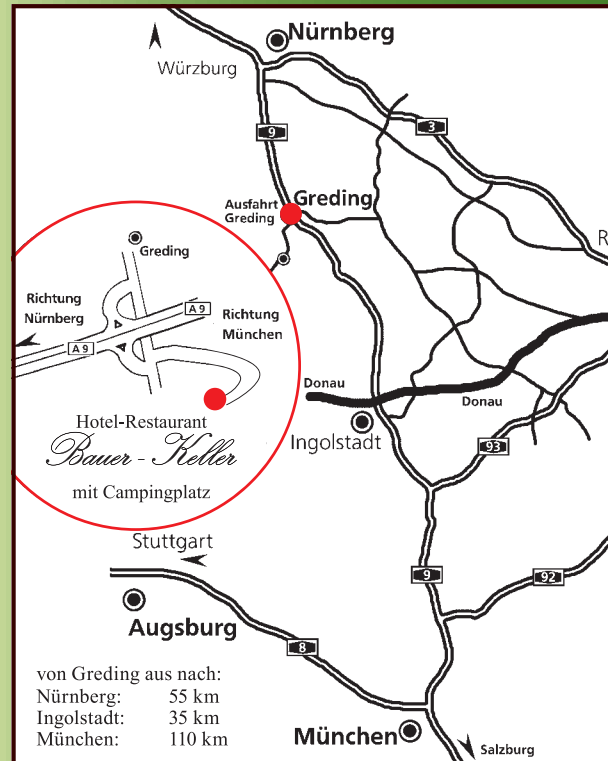 Nürnberg
Würzburg
9
3
Ausfahrt
Greding
Greding
R
Greding
Richtung
Nürnberg
A 9
Richtung
München
A 9
Hotel-Restaurant
Bauer - Keller
mit Campingplatz
Donau
Donau
Ingolstadt
93
Stuttgart
9
92
Augsburg
8
von Greding aus nach:
Nürnberg: 55 km
Ingolstadt: 35 km
München: 110 km
München
Salzburg